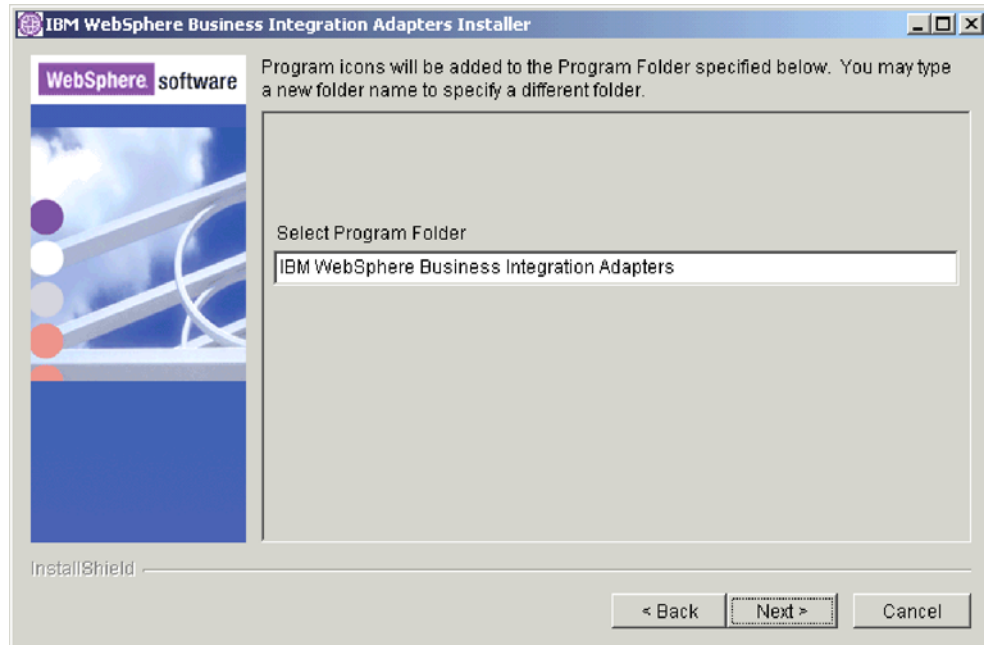 IBM WebSphere Business Integration Adapters Installer
WebSphere software
Program icons will be added to the Program Folder specified below. You may type
a new folder name to specify a different folder.
Select Program Folder
IBM WebSphere Business Integration Adapters
InstallShield
< Back
Next >
Cancel